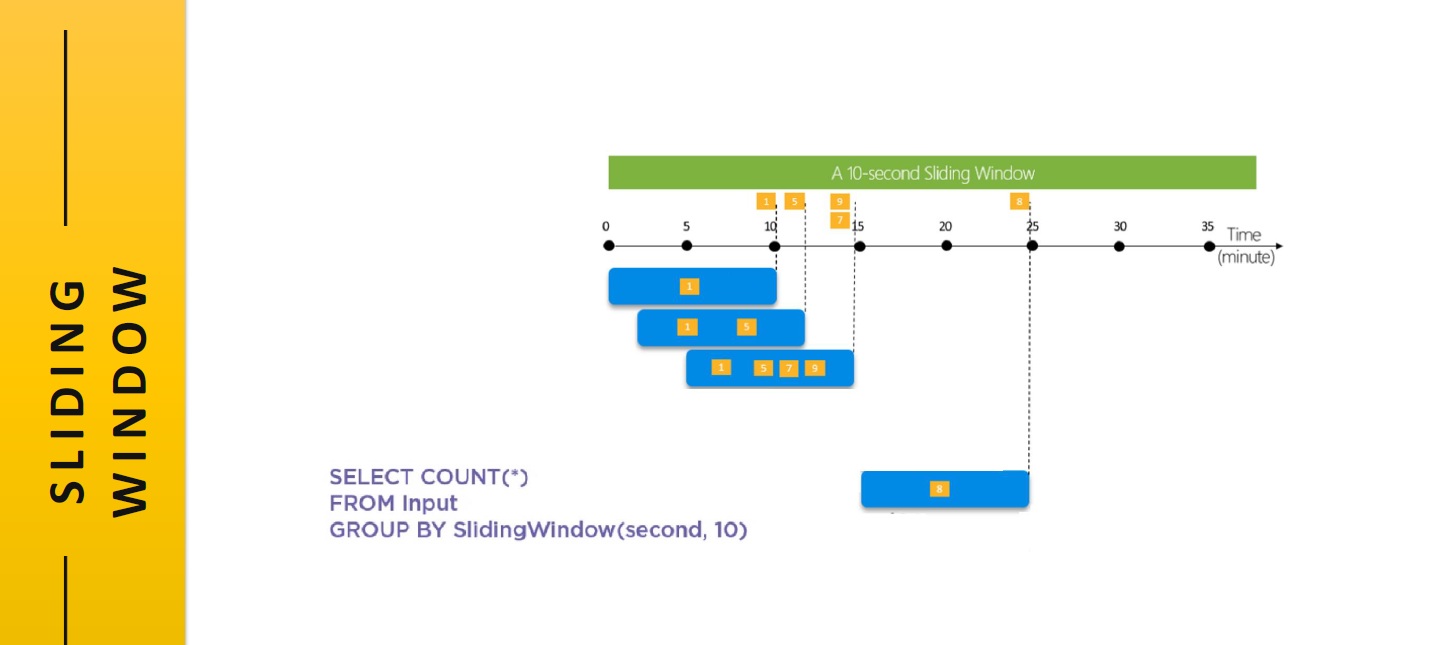 SLIDING
WINDOW
A 10-second Sliding Window
1 5 9 8
7
0 5 10 15 20 25 30 35 Time
(minute)
1
1 5
1 5 7 9
SELECT COUNT(*)
FROM Input
GROUP BY SlidingWindow(second, 10)
8